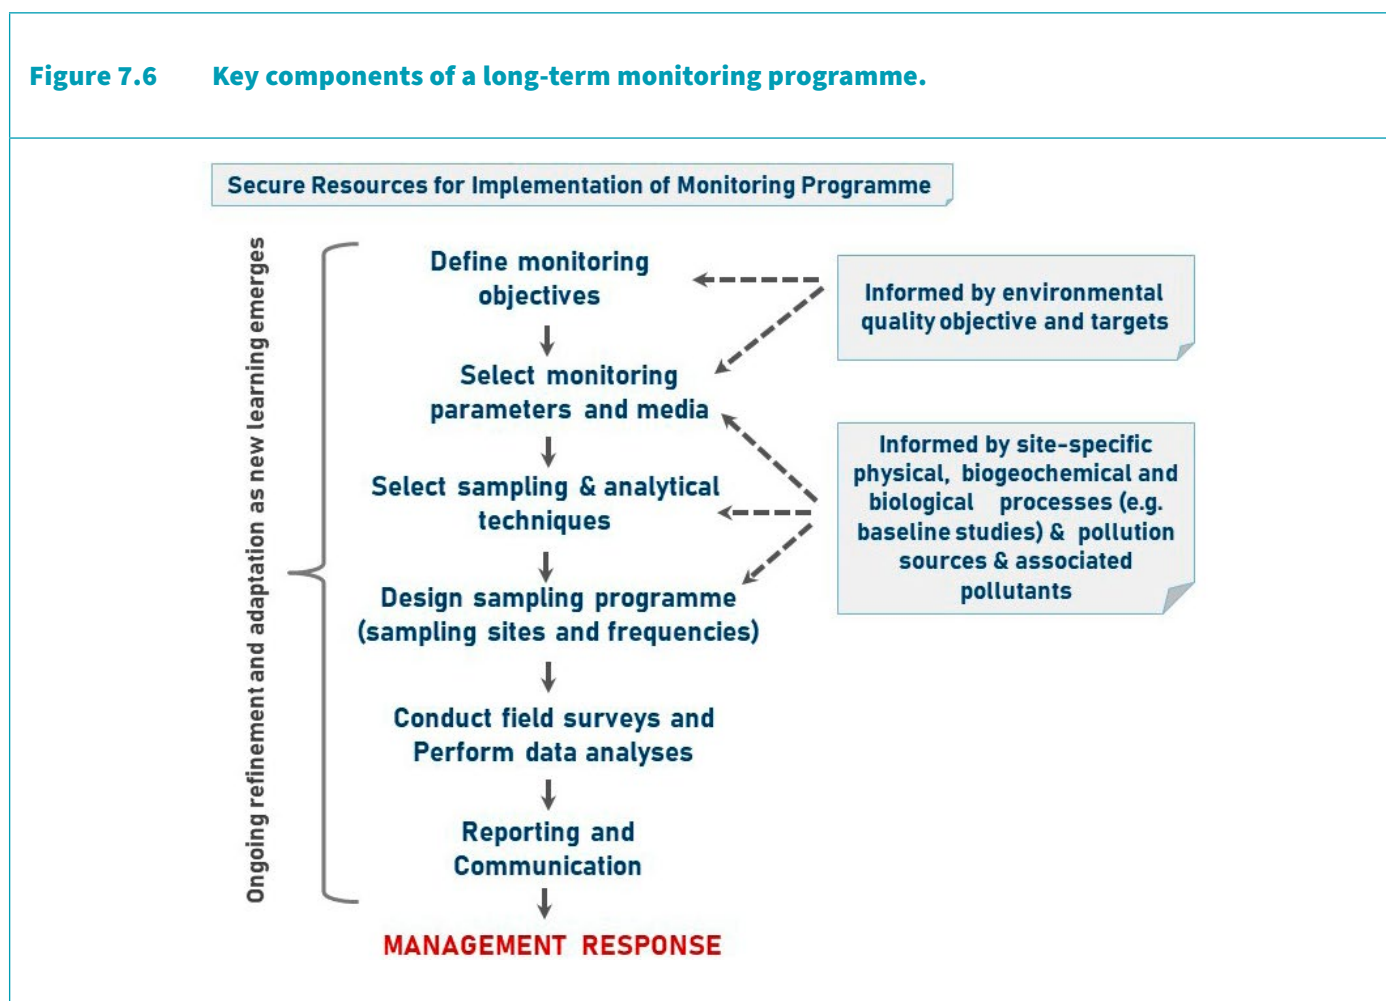 Figure 7.6 Key components of a long-term monitoring programme.
Secure Resources for Implementation of Monitoring Programme
Ongoing refinement and adaptation as new learning emerges
Define monitoring
objectives
Select monitoring
parameters and media
Select sampling & analytical
techniques
Design sampling programme
(sampling sites and frequencies)
Conduct field surveys and
Perform data analyses
Reporting and
Communication
MANAGEMENT RESPONSE
Informed by environmental
quality objective and targets
Informed by site-specific
physical, biogeochemical and
biological processes (e.g.
baseline studies) & pollution
sources & associated
pollutants